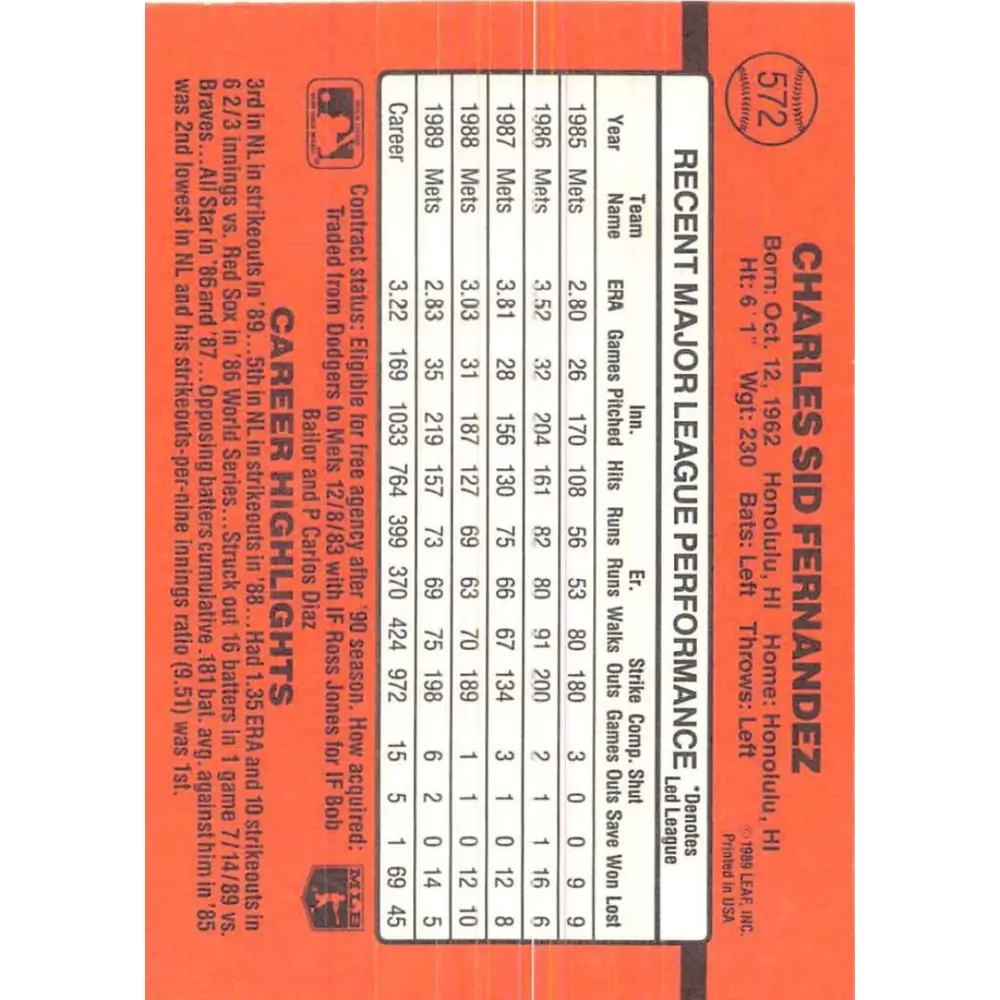 572
CHARLES SID FERNANDEZ
Born: Oct. 12, 1962 Honolulu, HI Home: Honolulu, HI
Ht: 6'1" Wgt: 230 Bats: Left Throws: Left
© 1989 LEAF, INC.
Printed in USA
RECENT MAJOR LEAGUE PERFORMANCE
*Denotes
Led League
Team Inn. Er. Strike Comp. Shut
Year Name ERA Games Pitched Hits Runs Runs Walks Outs Games Outs Save Won Lost
1985 Mets 2.80 26 170 108 56 53 80 180 3 0 0 9 9
1986 Mets 3.52 32 204 161 82 80 91 200 2 1 1 16 6
1987 Mets 3.81 28 156 130 75 66 67 134 3 1 0 12 8
1988 Mets 3.03 31 187 127 69 63 70 189 1 1 0 12 10
1989 Mets 2.83 35 219 157 73 69 75 198 6 2 0 14 5
Career 3.22 169 1033 764 399 370 424 972 15 5 1 69 45
Contract status: Eligible for free agency after '90 season. How acquired:
Traded from Dodgers to Mets 12/8/83 with IF Ross Jones for IF Bob
Bailor and P Carlos Diaz
MLB
CAREER HIGHLIGHTS
3rd in NL in strikeouts in '89...5th in NL in strikeouts in '88...Had 1.35 ERA and 10 strikeouts in
6 2/3 innings vs. Red Sox in '86 World Series...Struck out 16 batters in 1 game 7/14/89 vs.
Braves...All Star in '86 and '87...Opposing batters cumulative .181 bat. avg. against him in '85
was 2nd lowest in NL and his strikeouts-per-nine innings ratio (9.51) was 1st.